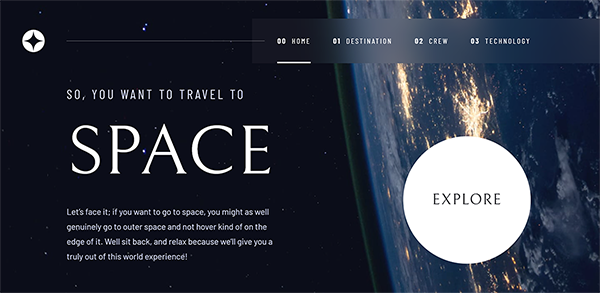 00 HOME 01 DESTINATION 02 CREW 03 TECHNOLOGY
SO, YOU WANT TO TRAVEL TO
SPACE
Let's face it; if you want to go to space, you might as well
genuinely go to outer space and not hover kind of on the
edge of it. Well sit back, and relax because we'll give you a
truly out of this world experience!
EXPLORE